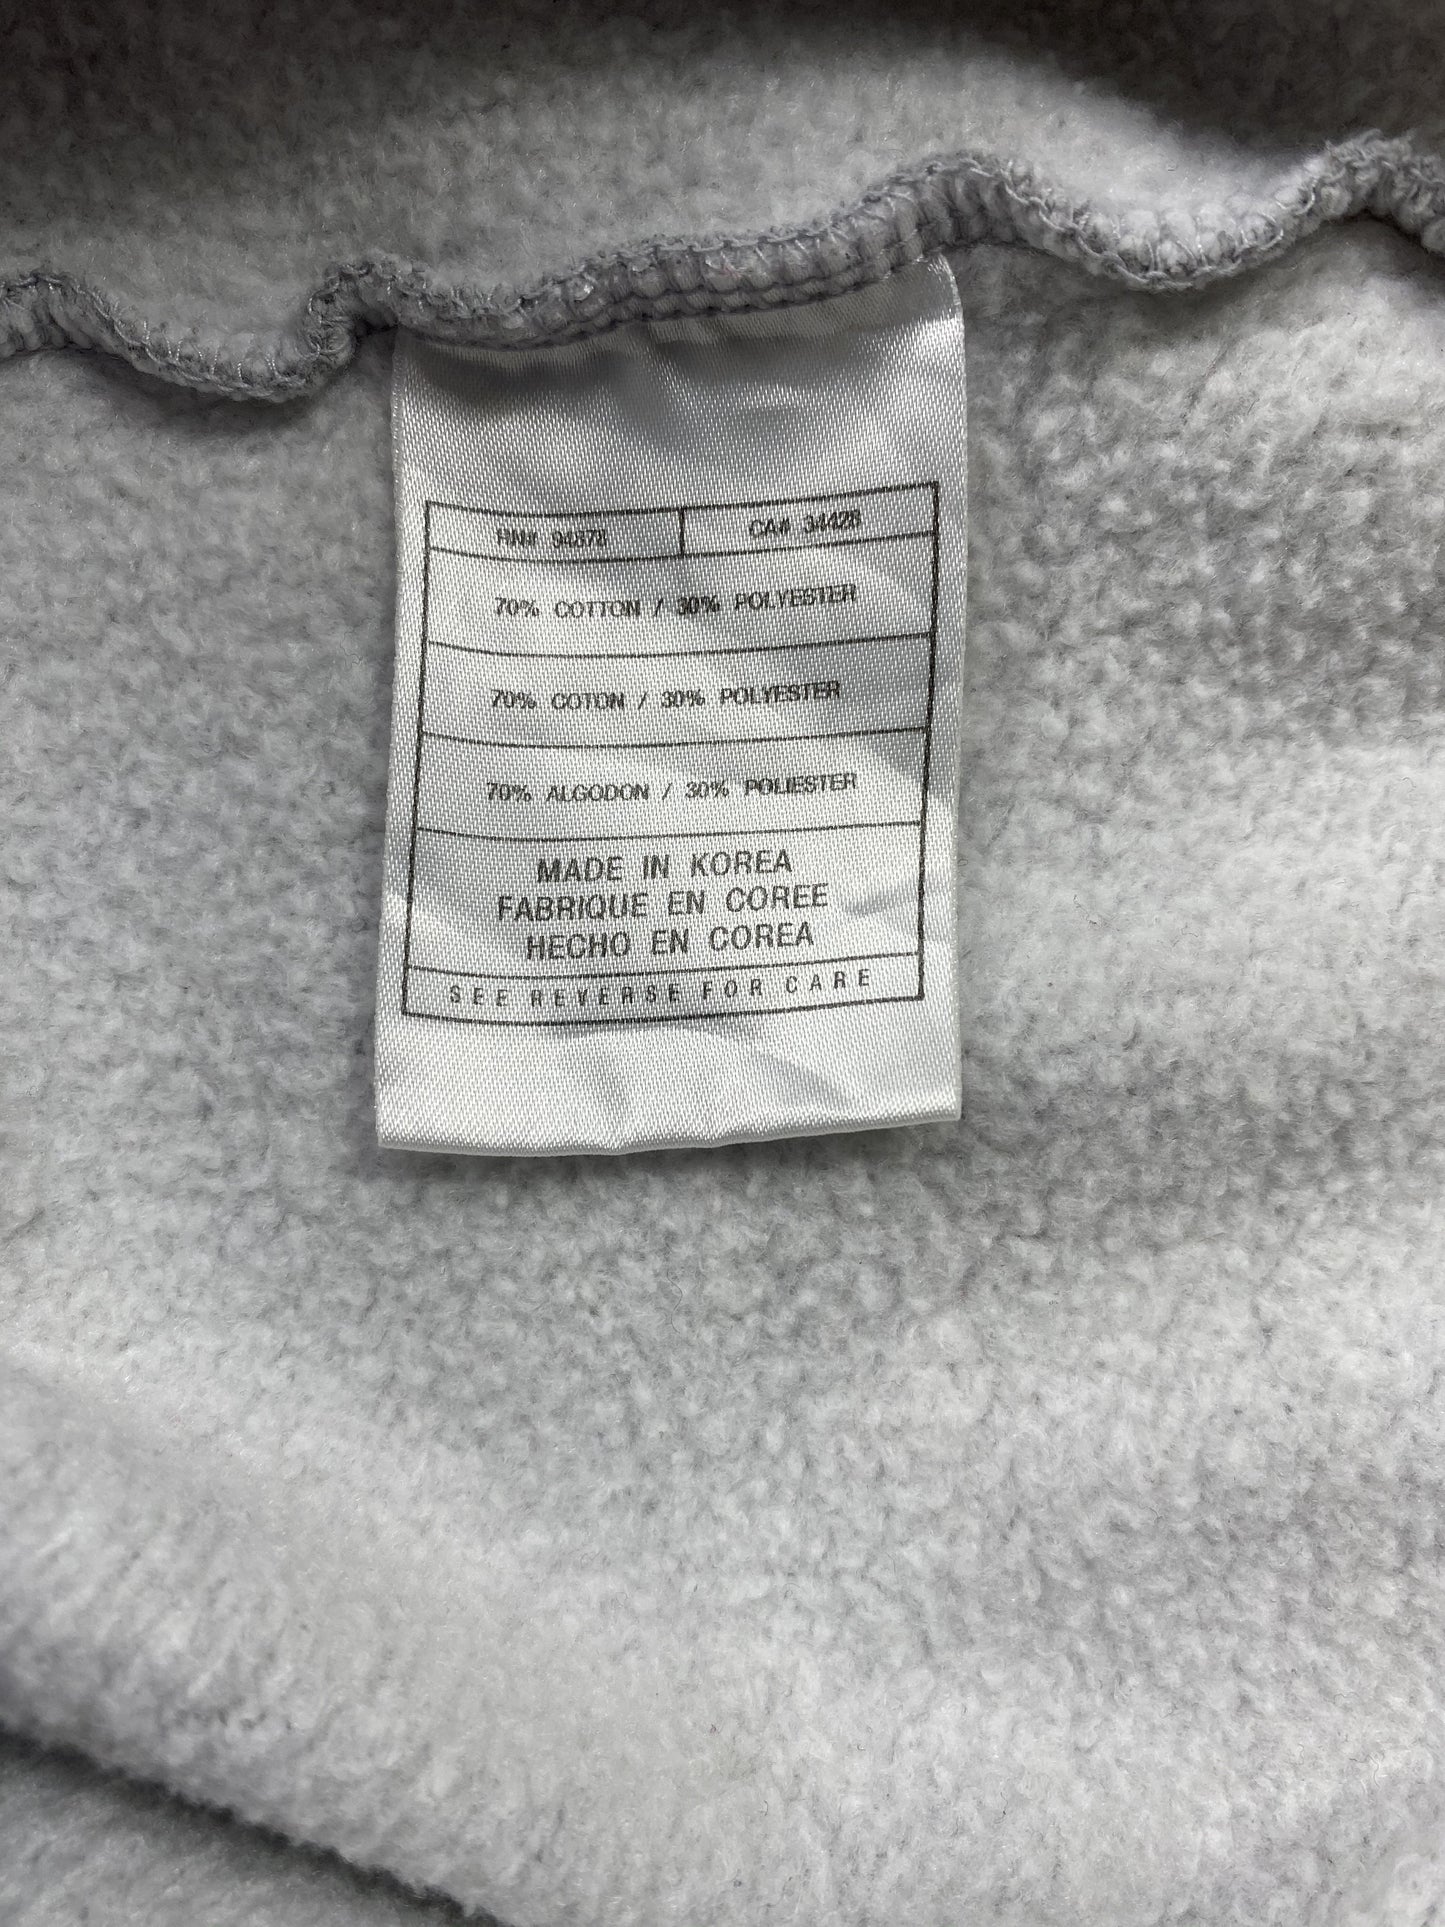 RN# 94878 CA# 34428
70% COTTON / 30% POLYESTER
70% COTON / 30% POLYESTER
70% ALGODON / 30% POLIESTER
MADE IN KOREA
FABRIQUE EN COREE
HECHO EN COREA
SEE REVERSE FOR CARE